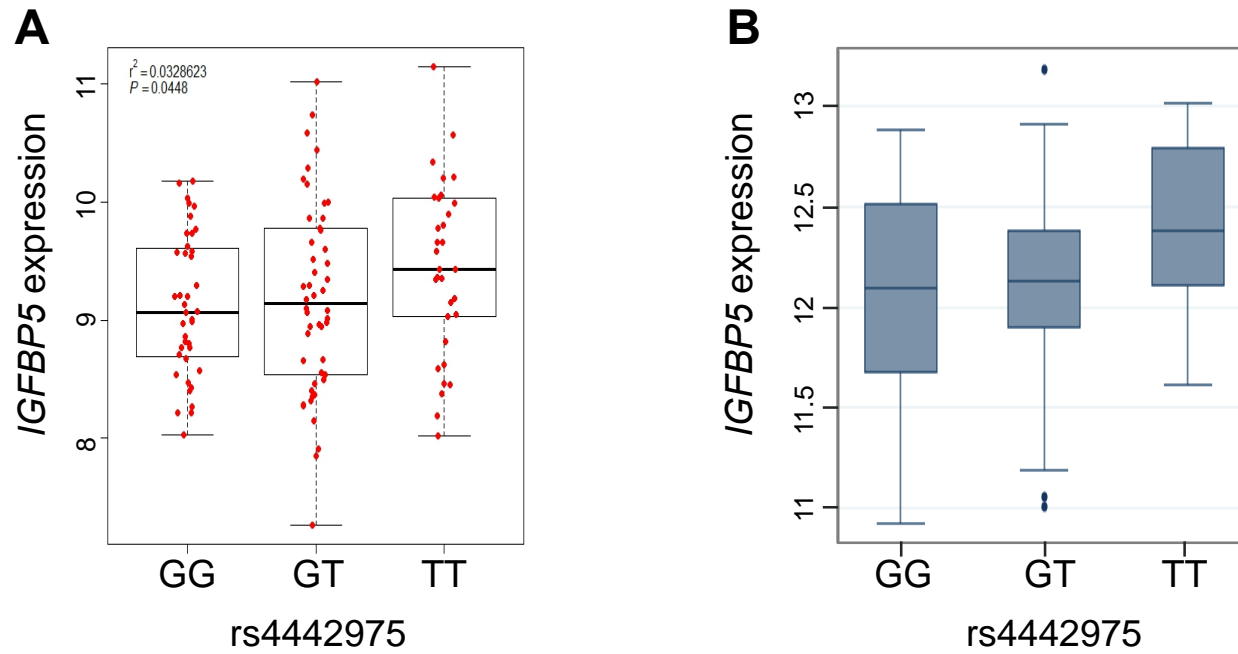 A
r2 = 0.0328623
P = 0.0448
IGFBP5 expression
11
10
9
8
GG GT TT
rs4442975
B
IGFBP5 expression
13
12.5
12
11.5
11
GG GT TT
rs4442975